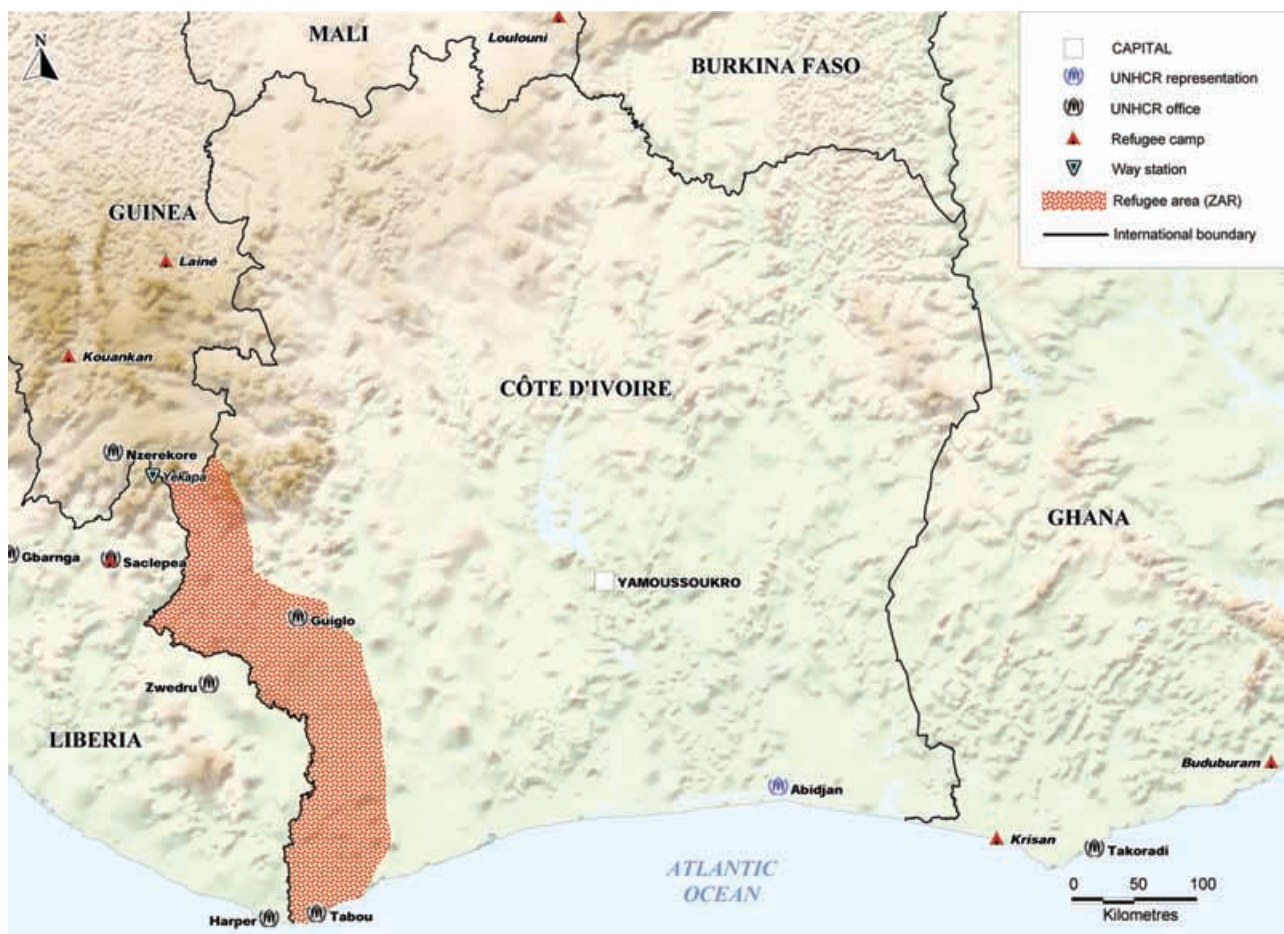 N
MALI
Loulouni
BURKINA FASO
CAPITAL
UNHCR representation
UNHCR office
Refugee camp
Way station
Refugee area (ZAR)
International boundary
GUINEA
Lainé
Kouankan
CÔTE D'IVOIRE
Nzerekore
Yekapa
GHANA
Gbarnga
Saclepea
YAMOUSSOUKRO
Guiglo
Zwedru
LIBERIA
Buduburam
Abidjan
Krisan
Takoradi
ATLANTIC
OCEAN
0 50 100
Kilometres
Harper
Tabou